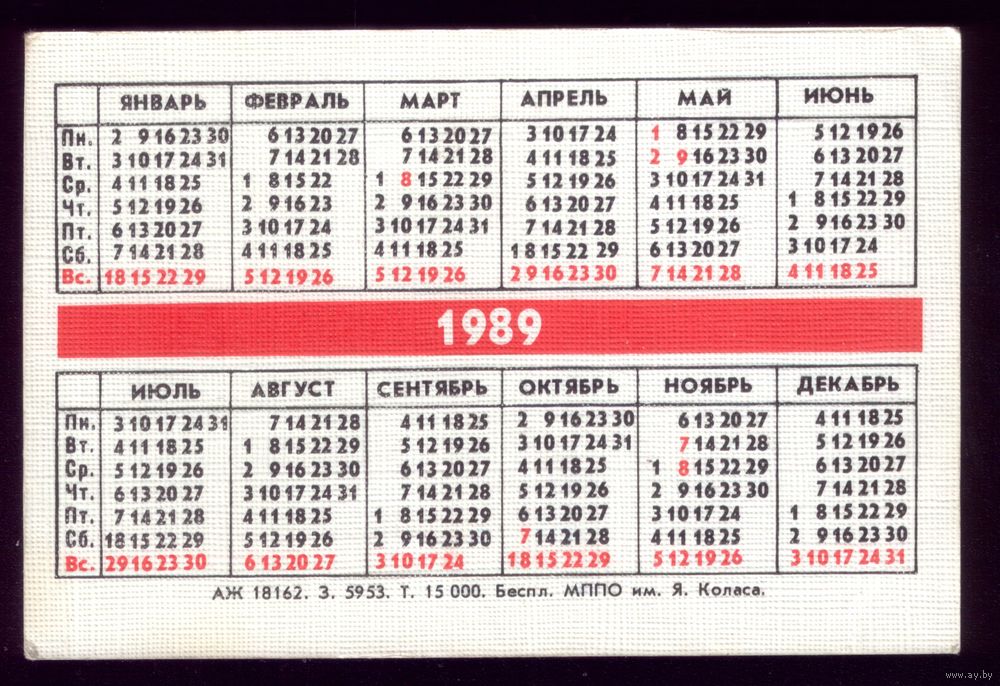 ЯНВАРЬ ФЕВРАЛЬ МАРТ АПРЕЛЬ МАЙ ИЮНЬ
Пн. 2 9 16 23 30 6 13 20 27 6 13 20 27 3 10 17 24 1 8 15 22 29 5 12 19 26
Вт. 3 10 17 24 31 7 14 21 28 7 14 21 28 4 11 18 25 2 9 16 23 30 6 13 20 27
Ср. 4 11 18 25 1 8 15 22 1 8 15 22 29 5 12 19 26 3 10 17 24 31 7 14 21 28
Чт. 5 12 19 26 2 9 16 23 2 9 16 23 30 6 13 20 27 4 11 18 25 1 8 15 22 29
Пт. 6 13 20 27 3 10 17 24 3 10 17 24 31 7 14 21 28 5 12 19 26 2 9 16 23 30
Сб. 7 14 21 28 4 11 18 25 4 11 18 25 1 8 15 22 29 6 13 20 27 3 10 17 24
Вс. 1 8 15 22 29 5 12 19 26 5 12 19 26 2 9 16 23 30 7 14 21 28 4 11 18 25
1989
ИЮЛЬ АВГУСТ СЕНТЯБРЬ ОКТЯБРЬ НОЯБРЬ ДЕКАБРЬ
Пн. 3 10 17 24 31 7 14 21 28 4 11 18 25 2 9 16 23 30 6 13 20 27 4 11 18 25
Вт. 4 11 18 25 1 8 15 22 29 5 12 19 26 3 10 17 24 31 7 14 21 28 5 12 19 26
Ср. 5 12 19 26 2 9 16 23 30 6 13 20 27 4 11 18 25 1 8 15 22 29 6 13 20 27
Чт. 6 13 20 27 3 10 17 24 31 7 14 21 28 5 12 19 26 2 9 16 23 30 7 14 21 28
Пт. 7 14 21 28 4 11 18 25 1 8 15 22 29 6 13 20 27 3 10 17 24 1 8 15 22 29
Сб. 1 8 15 22 29 5 12 19 26 2 9 16 23 30 7 14 21 28 4 11 18 25 2 9 16 23 30
Вс. 2 9 16 23 30 6 13 20 27 3 10 17 24 1 8 15 22 29 5 12 19 26 3 10 17 24 31
АЖ 18162. З. 5953. Т. 15 000. Беспл. МППО им. Я. Коласа.
www.ay.by